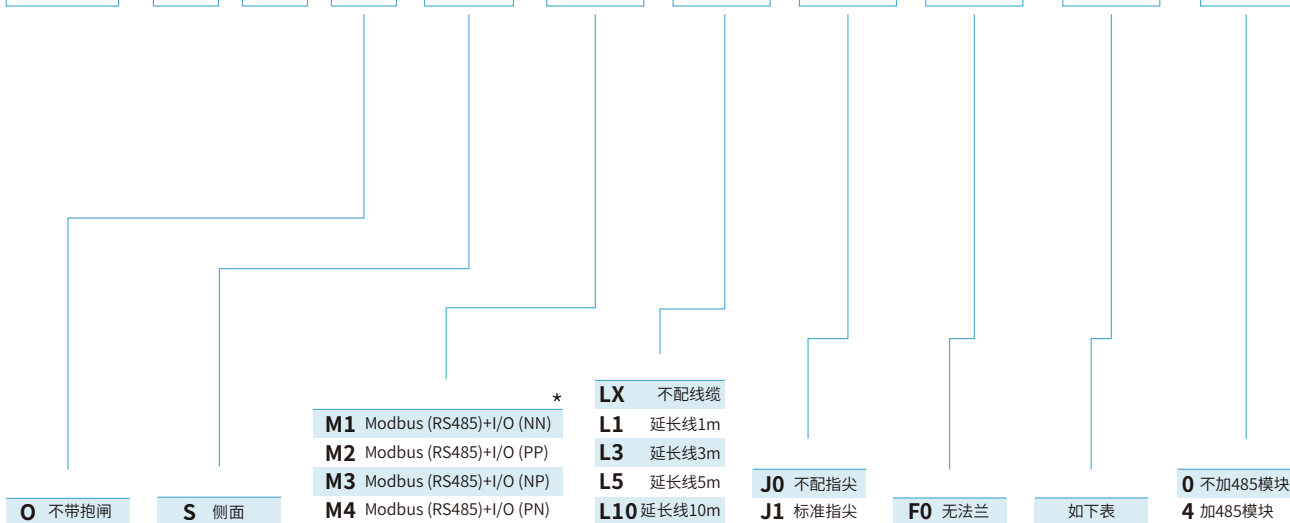 O 不带抱闸
S 侧面
*
M1 Modbus (RS485)+I/O (NN)
M2 Modbus (RS485)+I/O (PP)
M3 Modbus (RS485)+I/O (NP)
M4 Modbus (RS485)+I/O (PN)
LX 不配线缆
L1 延长线1m
L3 延长线3m
L5 延长线5m
L10 延长线10m
J0 不配指尖
J1 标准指尖
F0 无法兰
如下表
0 不加485模块
4 加485模块